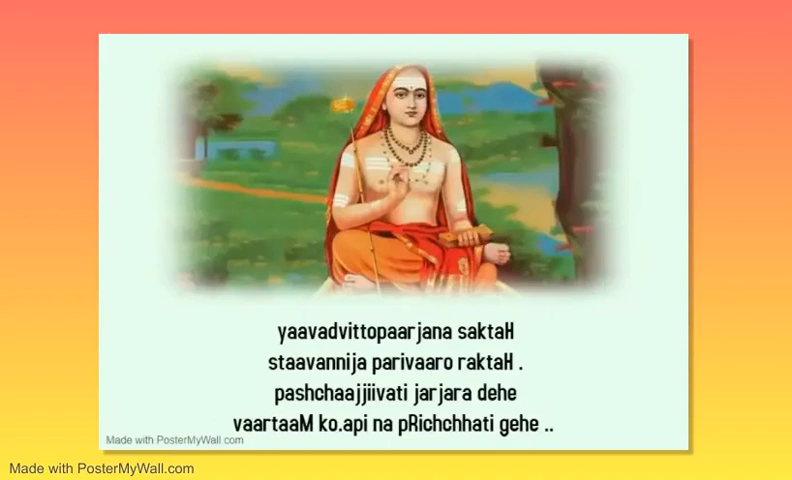 yaavadvittopaarjana saktaH
staavannija parivaaro raktaH .
pashchaajjiivati jarjara dehe
vaartaaM ko.api na pRichchhati gehe ..
Made with PosterMyWall.com
Made with PosterMyWall.com